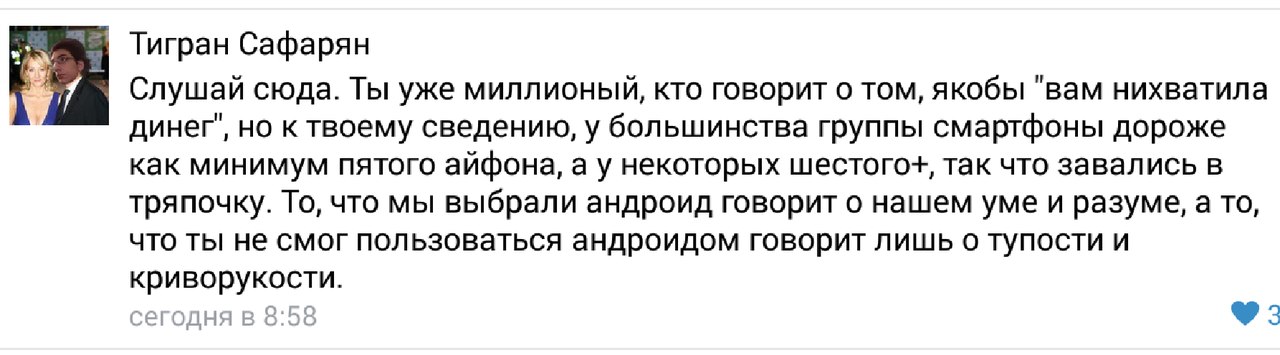 Тигран Сафарян
Слушай сюда. Ты уже миллионый, кто говорит о том, якобы "вам нихватила
динег", но к твоему сведению, у большинства группы смартфоны дороже
как минимум пятого айфона, а у некоторых шестого+, так что завались в
тряпочку. То, что мы выбрали андроид говорит о нашем уме и разуме, а то,
что ты не смог пользоваться андроидом говорит лишь о тупости и
криворукости.
сегодня в 8:58
3